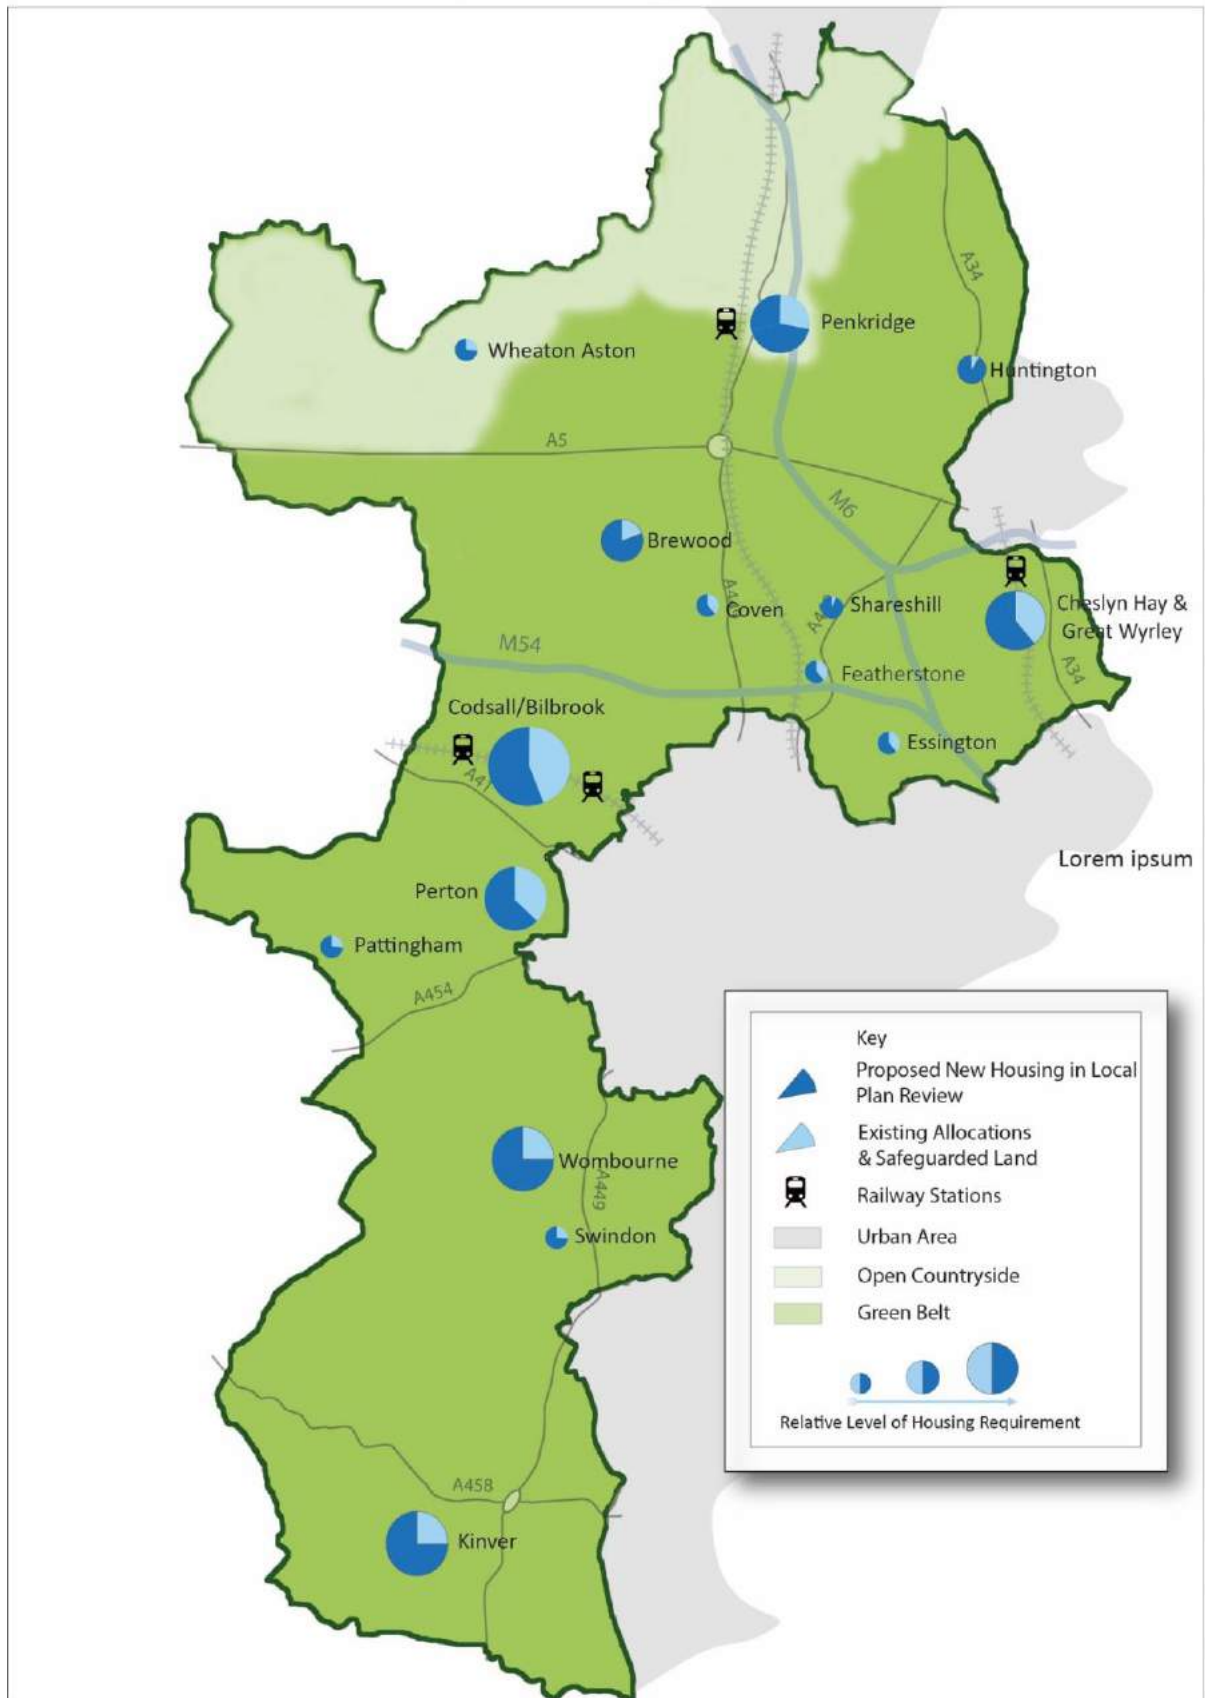 A34
Penkridge
Wheaton Aston
Huntington
A5
M6
Brewood
A449
Coven
Shareshill
Cheslyn Hay &
Great Wyrley
M54
Featherstone
A34
Codsall/Bilbrook
Essington
A41
Lorem ipsum
Perton
Pattingham
A454
Key
Proposed New Housing in Local
Plan Review
Existing Allocations
& Safeguarded Land
Wombourne
A449
Railway Stations
Swindon
Urban Area
Open Countryside
Green Belt
Relative Level of Housing Requirement
A458
Kinver